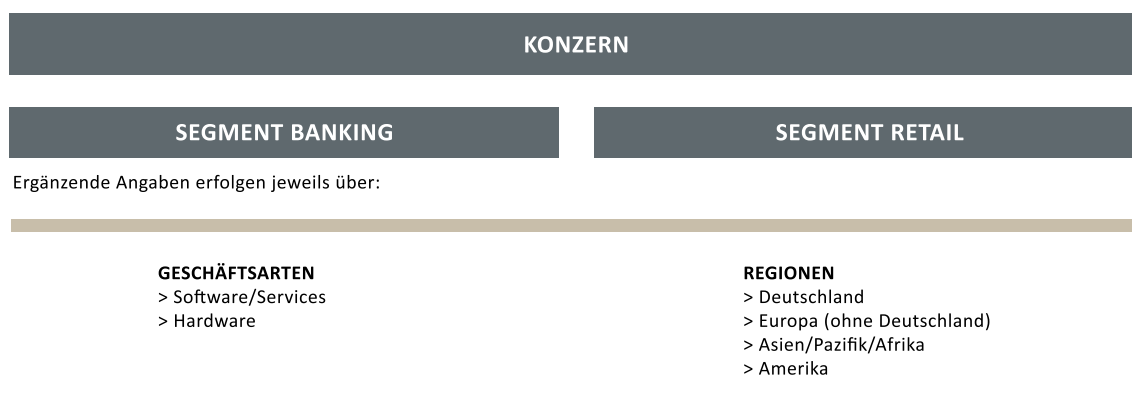 KONZERN
SEGMENT BANKING
SEGMENT RETAIL
Ergänzende Angaben erfolgen jeweils über:
GESCHÄFTSARTEN
> Software/Services
> Hardware
REGIONEN
> Deutschland
> Europa (ohne Deutschland)
> Asien/Pazifik/Afrika
> Amerika